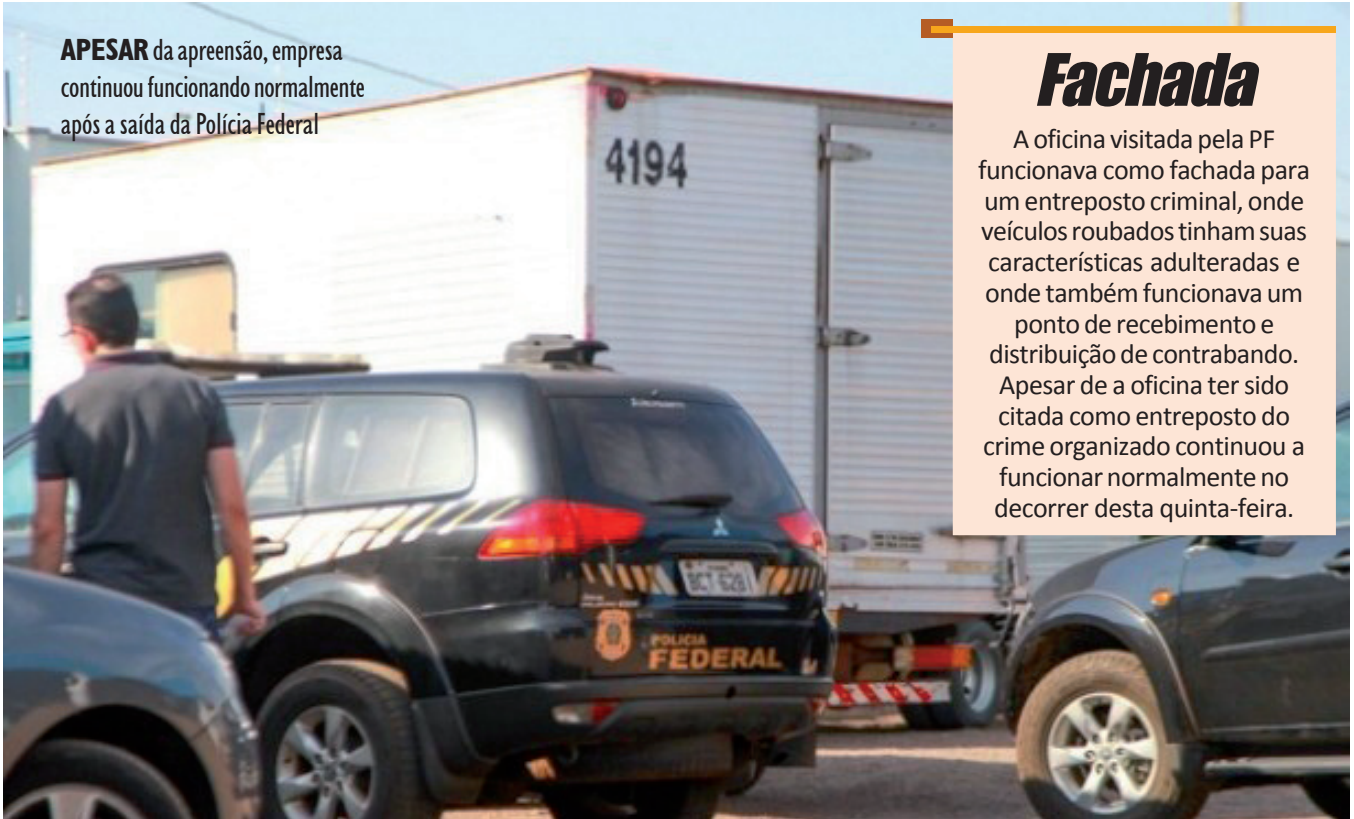 APESAR da apreensão, empresa
continuou funcionando normalmente
após a saída da Polícia Federal
Fachada
A oficina visitada pela PF
funcionava como fachada para
um entreposto criminal, onde
veículos roubados tinham suas
características adulteradas e
onde também funcionava um
ponto de recebimento e
distribuição de contrabando.
Apesar de a oficina ter sido
citada como entreposto do
crime organizado continuou a
funcionar normalmente no
decorrer desta quinta-feira.
4194
BCT 6281
POLICIA
FEDERAL